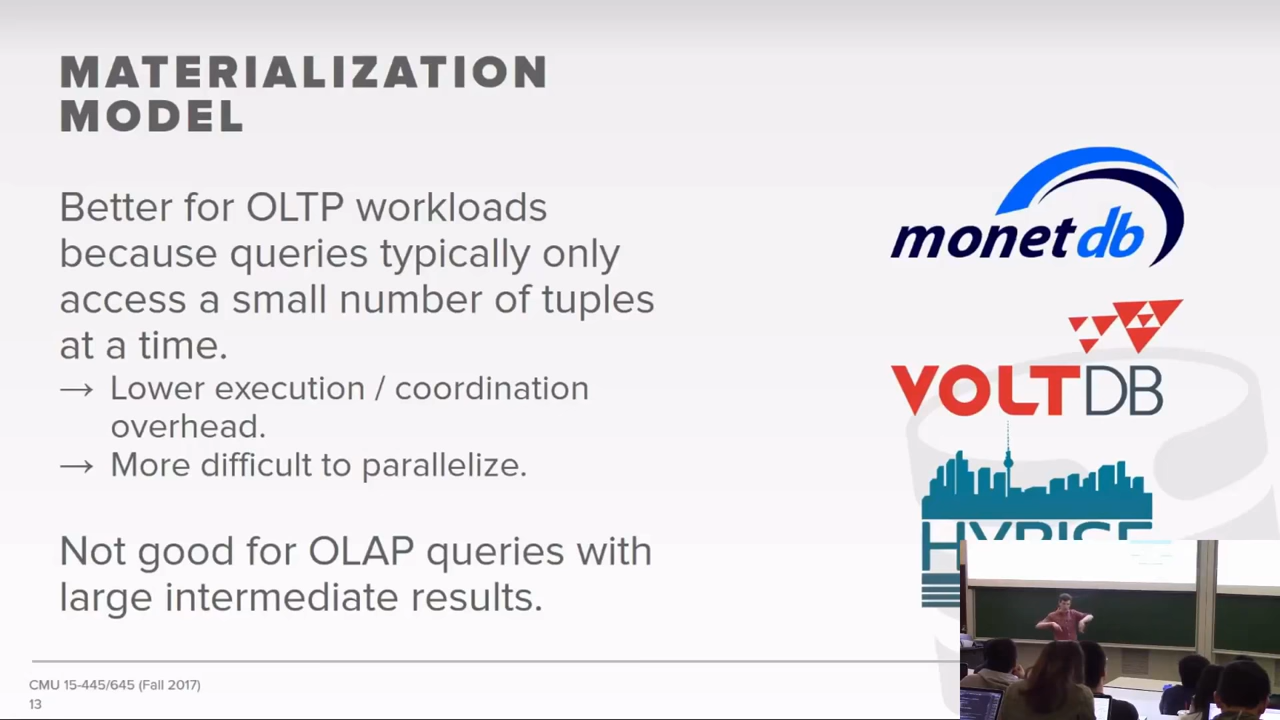 MATERIALIZATION
MODEL
Better for OLTP workloads
because queries typically only
access a small number of tuples
at a time.
→ Lower execution / coordination
overhead.
→ More difficult to parallelize.
Not good for OLAP queries with
large intermediate results.
monetdb
VOLTDB
HYRISE
CMU 15-445/645 (Fall 2017)
13